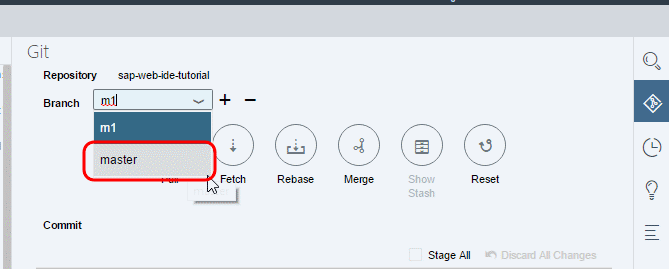 Git
Repository sap-web-ide-tutorial
Branch m1
m1
master
Pull Fetch Rebase Merge Show Stash Reset
Commit
Stage All Discard All Changes